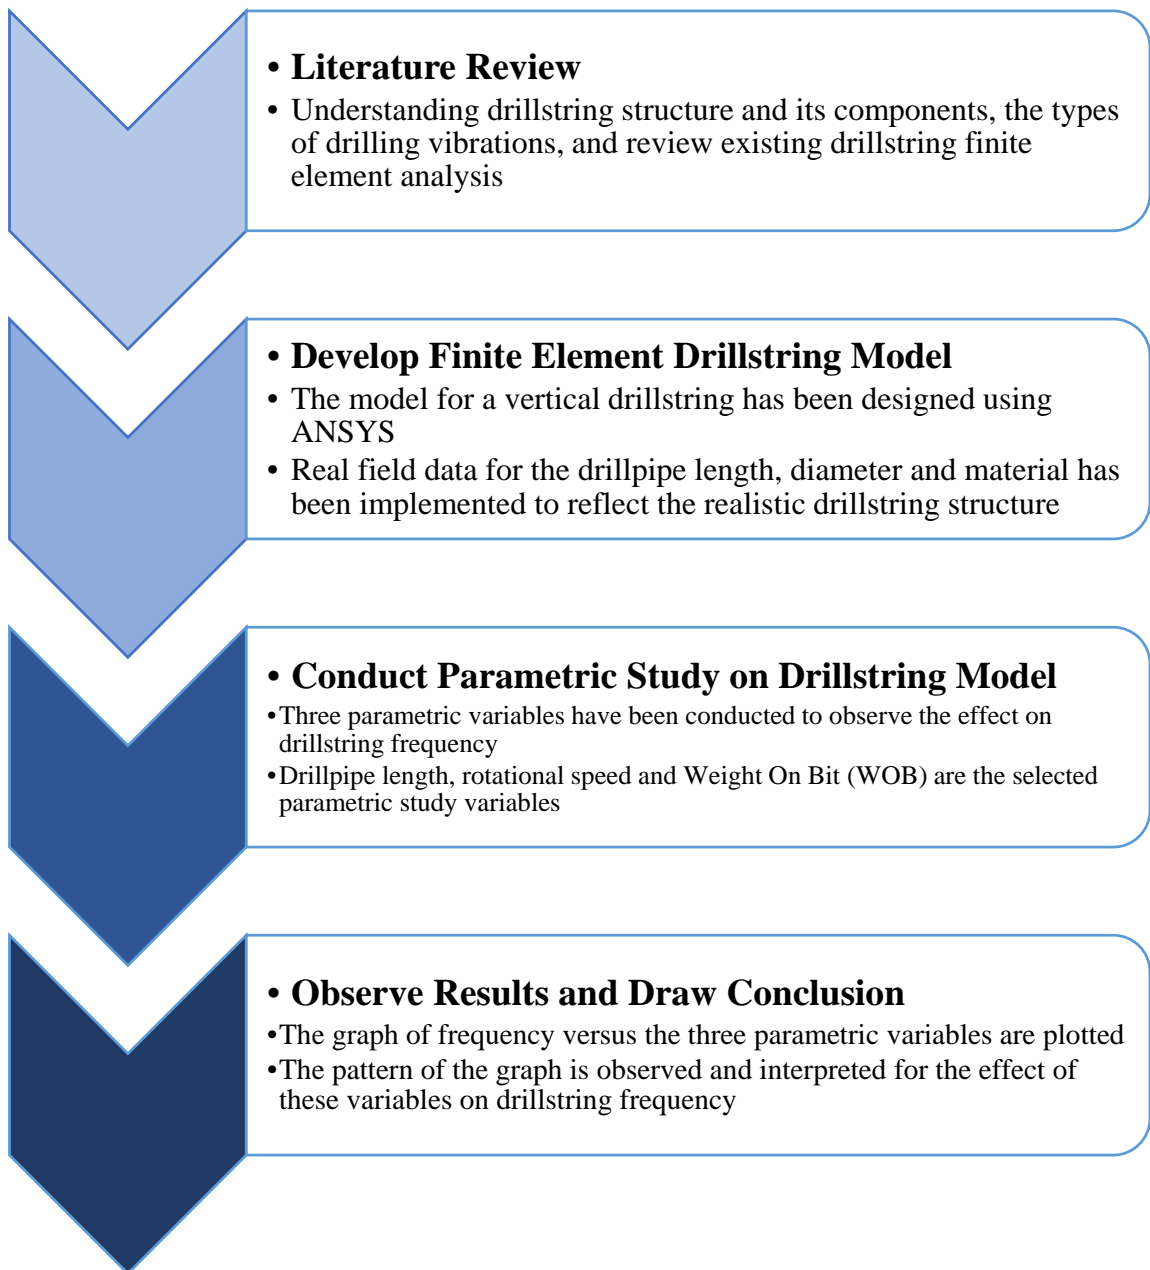 • Literature Review
• Understanding drillstring structure and its components, the types
of drilling vibrations, and review existing drillstring finite
element analysis
• Develop Finite Element Drillstring Model
• The model for a vertical drillstring has been designed using
ANSYS
• Real field data for the drillpipe length, diameter and material has
been implemented to reflect the realistic drillstring structure
• Conduct Parametric Study on Drillstring Model
•Three parametric variables have been conducted to observe the effect on
drillstring frequency
•Drillpipe length, rotational speed and Weight On Bit (WOB) are the selected
parametric study variables
• Observe Results and Draw Conclusion
•The graph of frequency versus the three parametric variables are plotted
•The pattern of the graph is observed and interpreted for the effect of
these variables on drillstring frequency